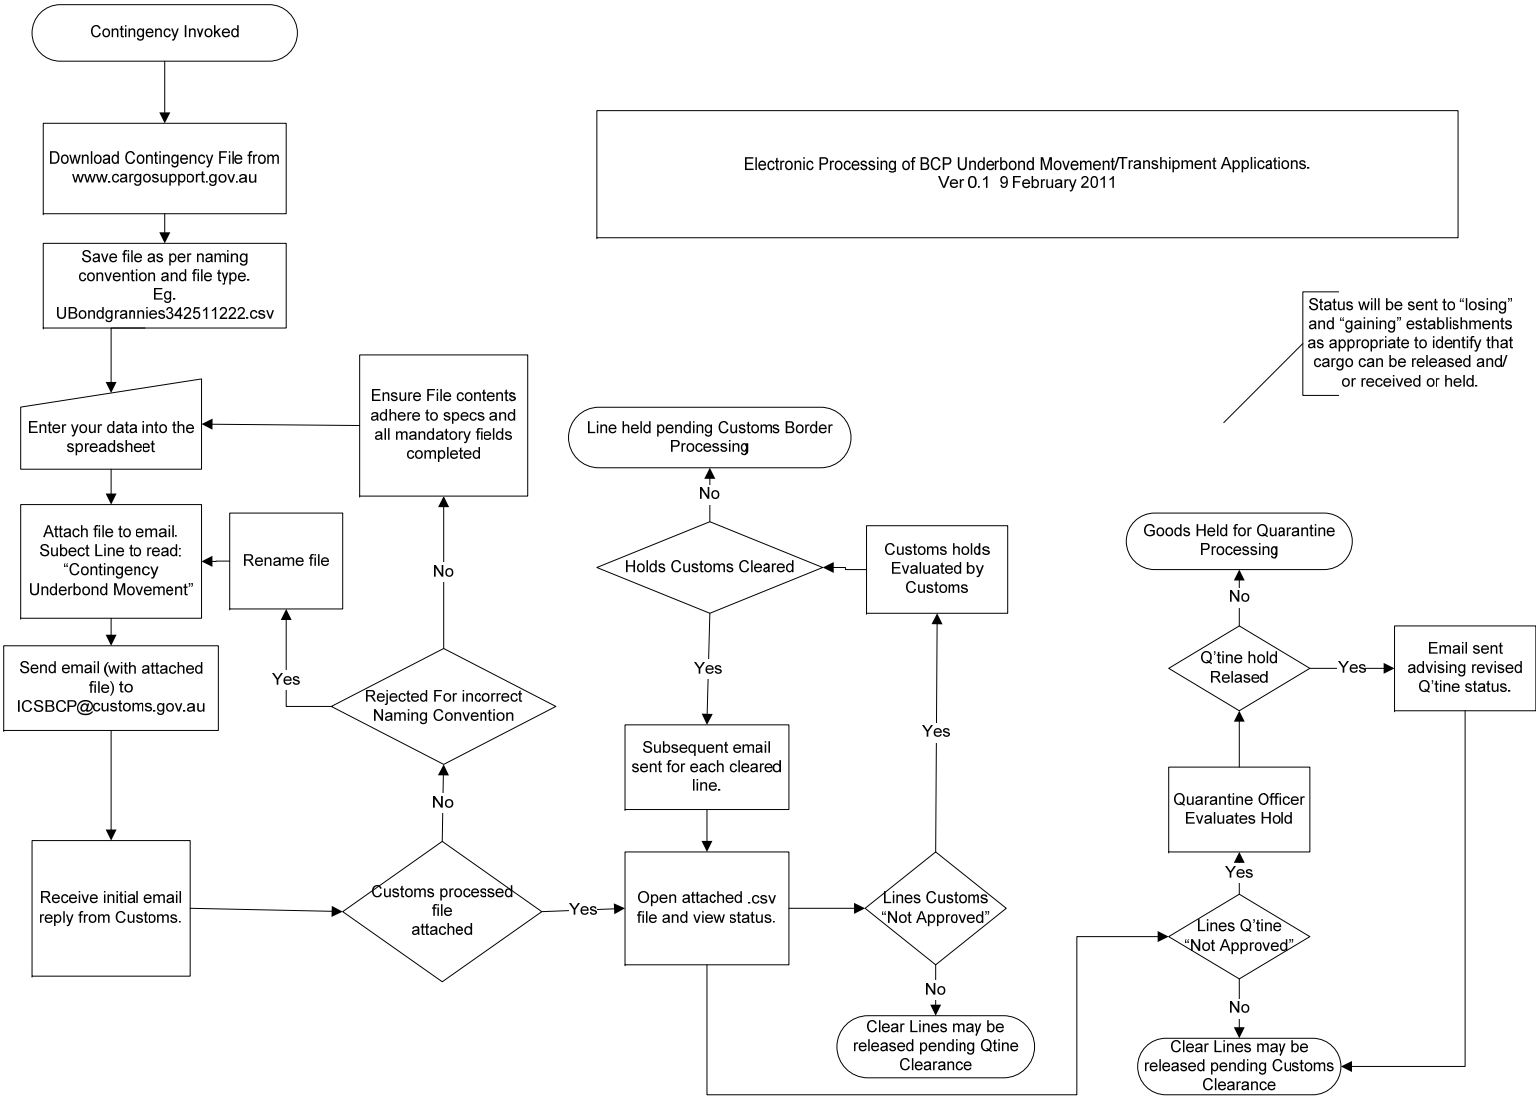 Contingency Invoked
Download Contingency File from
www.cargosupport.gov.au
Electronic Processing of BCP Underbond Movement/Transhipment Applications.
Ver 0.1 9 February 2011
Save file as per naming
convention and file type.
Eg.
UBondgrannies342511222.csv
Status will be sent to “losing”
and “gaining” establishments
as appropriate to identify that
cargo can be released and/
or received or held.
Enter your data into the
spreadsheet
Ensure File contents
adhere to specs and
all mandatory fields
completed
Line held pending Customs Border
Processing
No
Attach file to email.
Subect Line to read:
“Contingency
Underbond Movement”
Rename file
No
Holds Customs Cleared
Customs holds
Evaluated by
Customs
Goods Held for Quarantine
Processing
No
Send email (with attached
file) to
ICSBCP@customs.gov.au
Yes
Rejected For incorrect
Naming Convention
Yes
Yes
Q’tine hold
Relased
Yes
Email sent
advising revised
Q’tine status.
Subsequent email
sent for each cleared
line.
Quarantine Officer
Evaluates Hold
No
Yes
Receive initial email
reply from Customs.
Customs processed
file
attached
Yes
Open attached .csv
file and view status.
Lines Customs
“Not Approved”
Lines Q’tine
“Not Approved”
No
No
Clear Lines may be
released pending Qtine
Clearance
Clear Lines may be
released pending Customs
Clearance